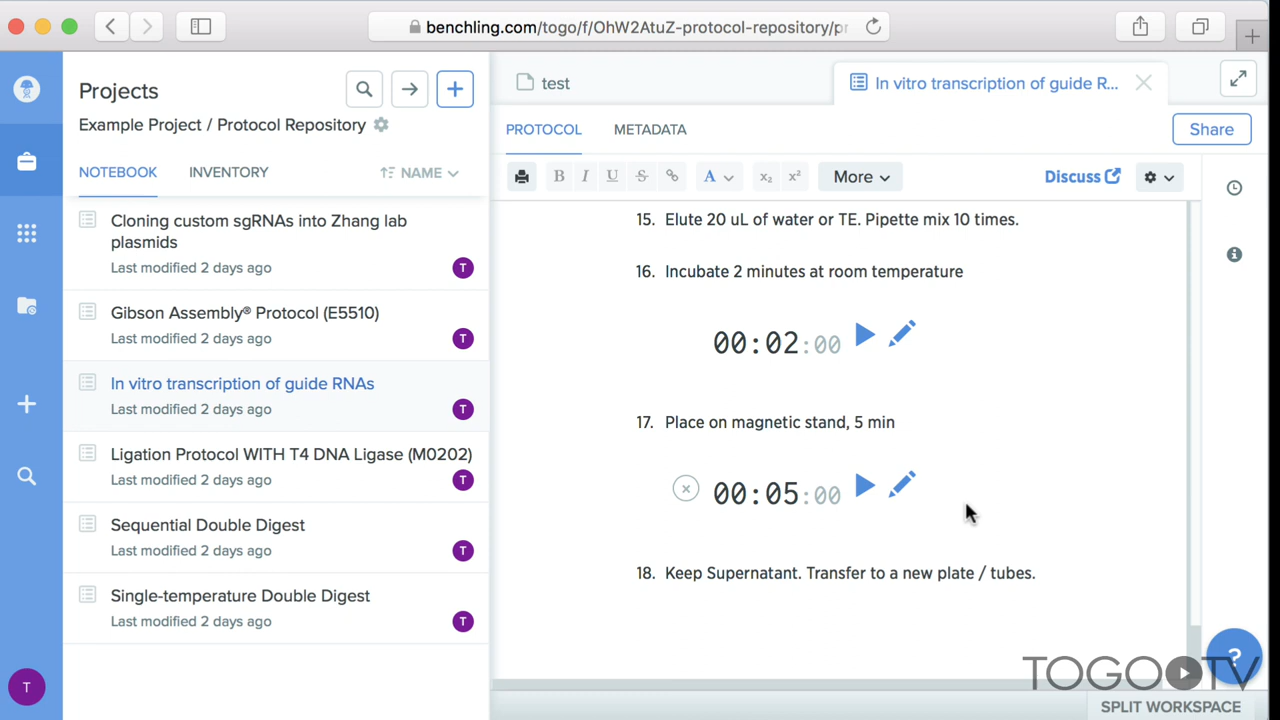 benchling.com/togo/f/OhW2AtuZ-protocol-repository/pr
Projects
Example Project / Protocol Repository
NOTEBOOK
INVENTORY
NAME
Cloning custom sgRNAs into Zhang lab
plasmids
Last modified 2 days ago
T
Gibson Assembly® Protocol (E5510)
Last modified 2 days ago
T
In vitro transcription of guide RNAs
Last modified 2 days ago
T
Ligation Protocol WITH T4 DNA Ligase (M0202)
Last modified 2 days ago
T
Sequential Double Digest
Last modified 2 days ago
T
Single-temperature Double Digest
Last modified 2 days ago
T
T
test
In vitro transcription of guide R...
PROTOCOL
METADATA
Share
B I U S A x₂ x² More
Discuss
15. Elute 20 uL of water or TE. Pipette mix 10 times.
16. Incubate 2 minutes at room temperature
00:02:00
17. Place on magnetic stand, 5 min
00:05:00
18. Keep Supernatant. Transfer to a new plate / tubes.
?
TOGO TV
SPLIT WORKSPACE